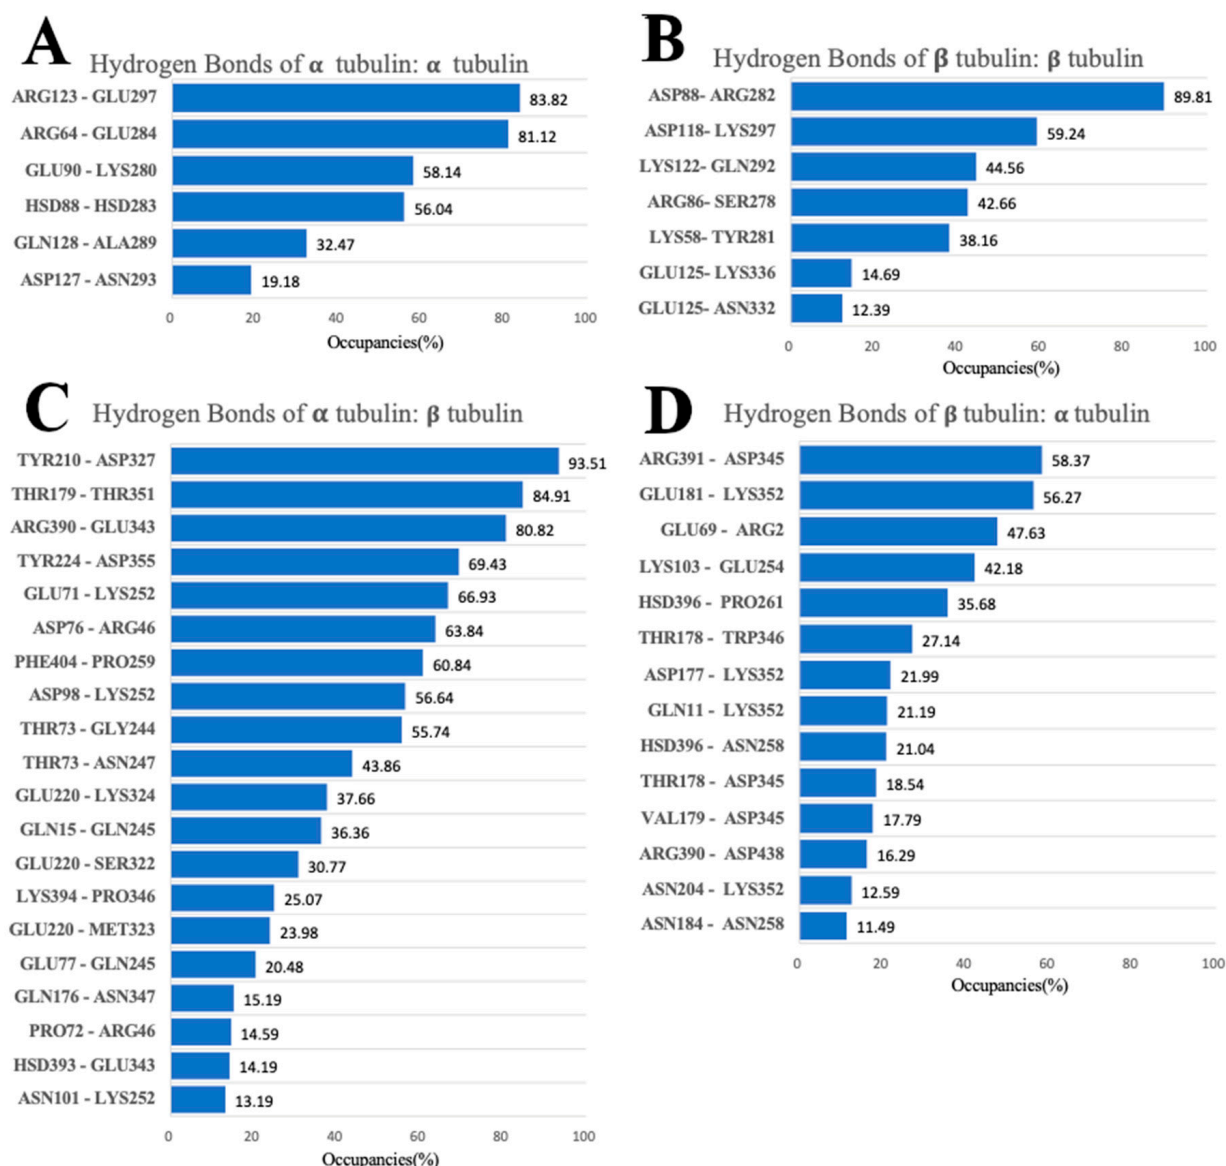 A
Hydrogen Bonds of α tubulin: α tubulin
ARG123 - GLU297 83.82
ARG64 - GLU284 81.12
GLU90 - LYS280 58.14
HSD88 - HSD283 56.04
GLN128 - ALA289 32.47
ASP127 - ASN293 19.18
0 20 40 60 80 100
Occupancies(%)
B
Hydrogen Bonds of β tubulin: β tubulin
ASP88- ARG282 89.81
ASP118- LYS297 59.24
LYS122- GLN292 44.56
ARG86- SER278 42.66
LYS58- TYR281 38.16
GLU125- LYS336 14.69
GLU125- ASN332 12.39
0 20 40 60 80 100
Occupancies(%)
C
Hydrogen Bonds of α tubulin: β tubulin
TYR210 - ASP327 93.51
THR179 - THR351 84.91
ARG390 - GLU343 80.82
TYR224 - ASP355 69.43
GLU71 - LYS252 66.93
ASP76 - ARG46 63.84
PHE404 - PRO259 60.84
ASP98 - LYS252 56.64
THR73 - GLY244 55.74
THR73 - ASN247 43.86
GLU220 - LYS324 37.66
GLN15 - GLN245 36.36
GLU220 - SER322 30.77
LYS394 - PRO346 25.07
GLU220 - MET323 23.98
GLU77 - GLN245 20.48
GLN176 - ASN347 15.19
PRO72 - ARG46 14.59
HSD393 - GLU343 14.19
ASN101 - LYS252 13.19
0 20 40 60 80 100
Occupancies(%)
D
Hydrogen Bonds of β tubulin: α tubulin
ARG391 - ASP345 58.37
GLU181 - LYS352 56.27
GLU69 - ARG2 47.63
LYS103 - GLU254 42.18
HSD396 - PRO261 35.68
THR178 - TRP346 27.14
ASP177 - LYS352 21.99
GLN11 - LYS352 21.19
HSD396 - ASN258 21.04
THR178 - ASP345 18.54
VAL179 - ASP345 17.79
ARG390 - ASP438 16.29
ASN204 - LYS352 12.59
ASN184 - ASN258 11.49
0 20 40 60 80 100
Occupancies(%)